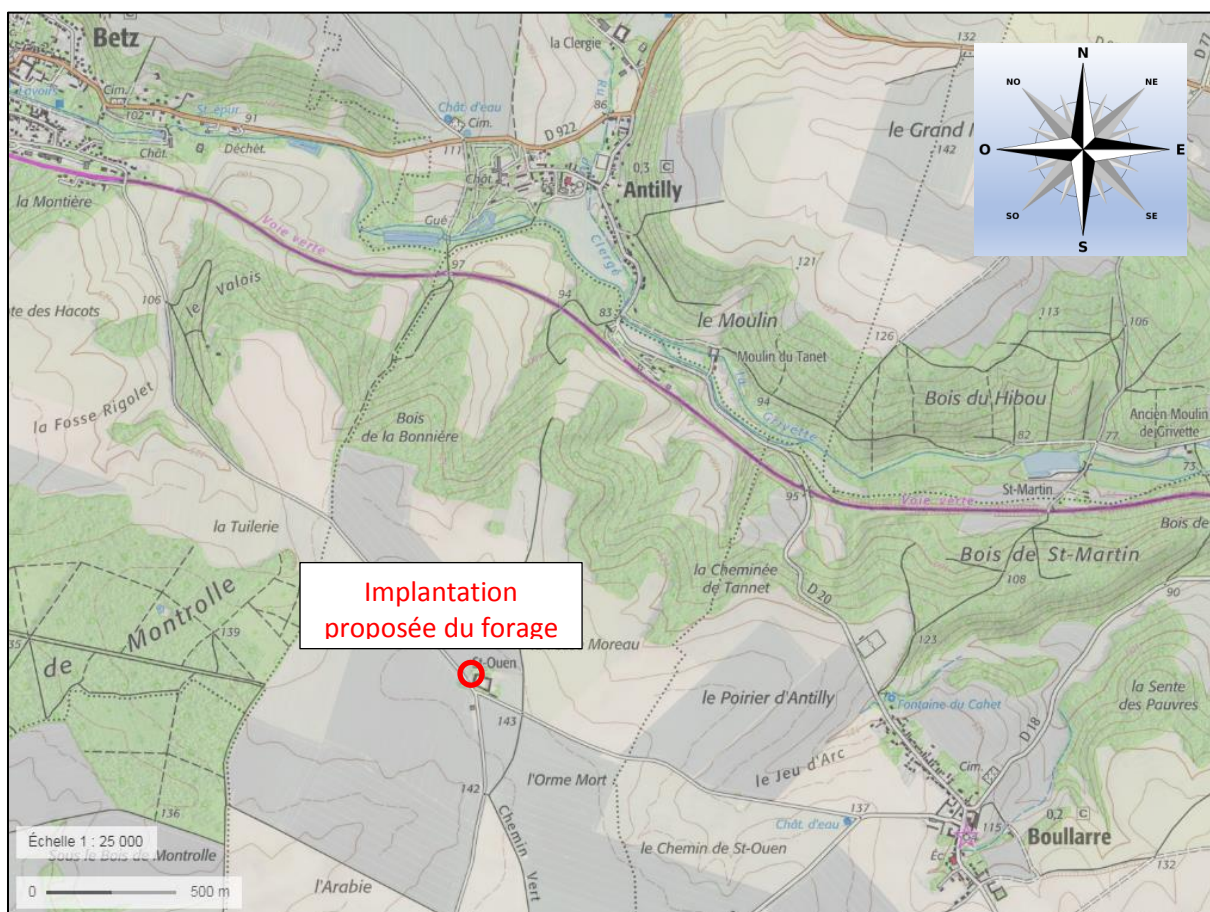 Betz
la Clergie
132
D 77
N
NO
NE
O
E
SO
SE
S
Lavoirs
Cim.
102
St. épur.
91
Chât.
Déchèt.
Chât. d'eau
Cim.
111
D 922
Ru
86
0,3 C
Antilly
Chât.
le Grand
142
la Montière
Voie verte
Gué
97
Clergé
121
106
le Valois
94
83
le Moulin
Moulin du Tanet
126
113
106
te des Hacots
la Fosse Rigolet
Bois
de la Bonnière
94
la Grivette
Bois du Hibou
82
77
Ancien Moulin
de Grivette
73
95
St-Martin
Voie verte
Bois de
la Tuilerie
Bois de St-Martin
108
la Cheminée
de Tannet
90
D 20
Implantation
proposée du forage
Moreau
St-Ouen
de Montrolle
139
35
143
123
le Poirier d'Antilly
Fontaine du Cahet
la Sente
des Pauvres
D 18
l'Orme Mort
le Jeu d'Arc
Cim.
142
136
Chemin Vert
137
Chât. d'eau
0,2 C
115
Boullarre
Éc.
132
le Chemin de St-Ouen
l'Arabie
Échelle 1 : 25 000
Sous le Bois de Montrolle
0 500 m